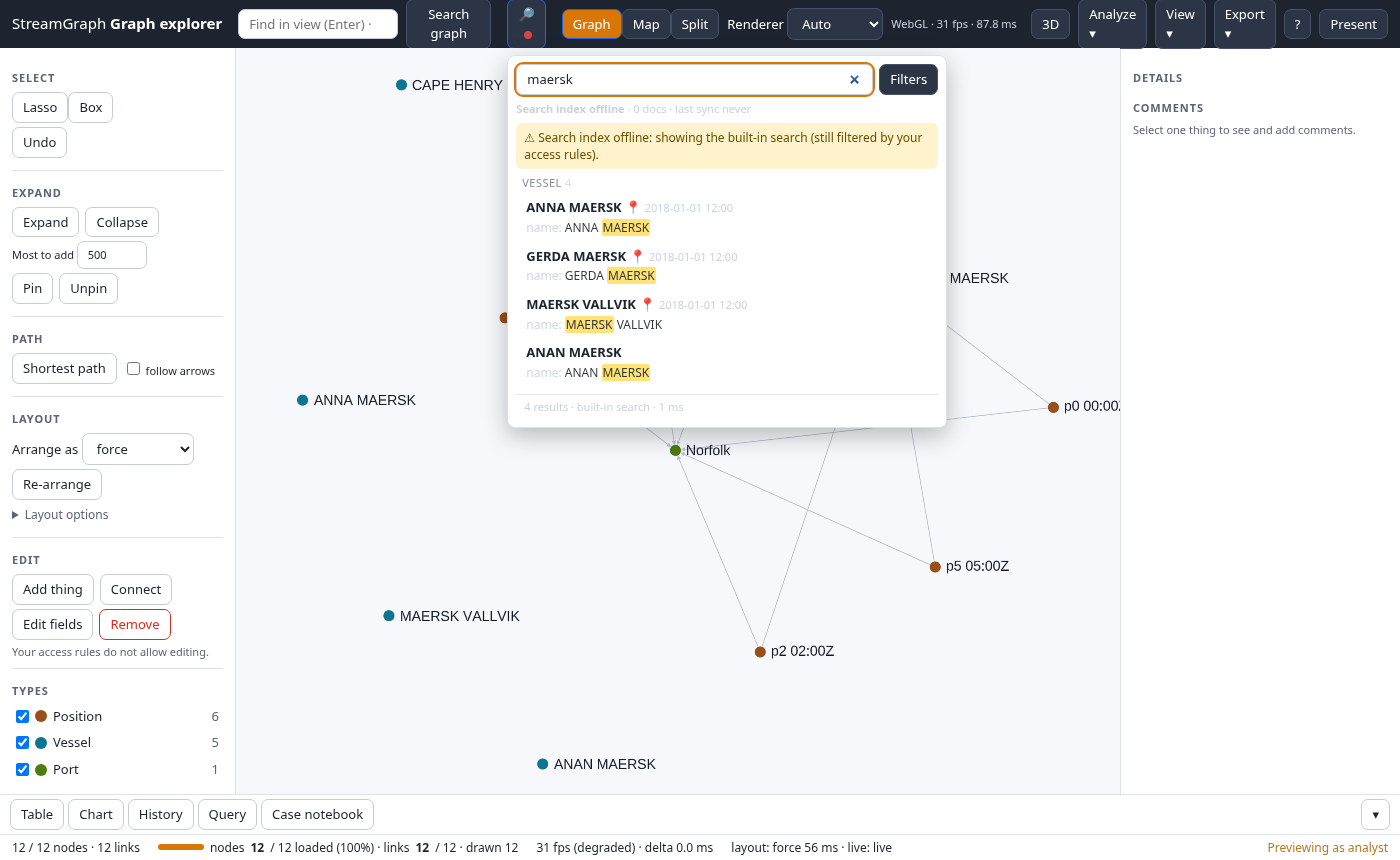 StreamGraph Graph explorer
Find in view (Enter) ·
Search graph
Graph
Map
Split
Renderer
Auto
WebGL · 31 fps · 87.8 ms
3D
Analyze ▾
View ▾
Export ▾
?
Present
SELECT
Lasso
Box
Undo
EXPAND
Expand
Collapse
Most to add 500
Pin
Unpin
PATH
Shortest path
follow arrows
LAYOUT
Arrange as force
Re-arrange
▶ Layout options
EDIT
Add thing
Connect
Edit fields
Remove
Your access rules do not allow editing.
TYPES
Position 6
Vessel 5
Port 1
CAPE HENRY
ANNA MAERSK
MAERSK VALLVIK
ANAN MAERSK
Norfolk
MAERSK
p0 00:00Z
p5 05:00Z
p2 02:00Z
maersk
Filters
Search index offline · 0 docs · last sync never
⚠ Search index offline: showing the built-in search (still filtered by your
access rules).
VESSEL 4
ANNA MAERSK 📍 2018-01-01 12:00
name: ANNA MAERSK
GERDA MAERSK 📍 2018-01-01 12:00
name: GERDA MAERSK
MAERSK VALLVIK 📍 2018-01-01 12:00
name: MAERSK VALLVIK
ANAN MAERSK
name: ANAN MAERSK
4 results · built-in search · 1 ms
DETAILS
COMMENTS
Select one thing to see and add comments.
Table
Chart
History
Query
Case notebook
▾
12 / 12 nodes · 12 links
nodes 12 / 12 loaded (100%) · links 12 / 12 · drawn 12
31 fps (degraded) · delta 0.0 ms
layout: force 56 ms · live: live
Previewing as analyst